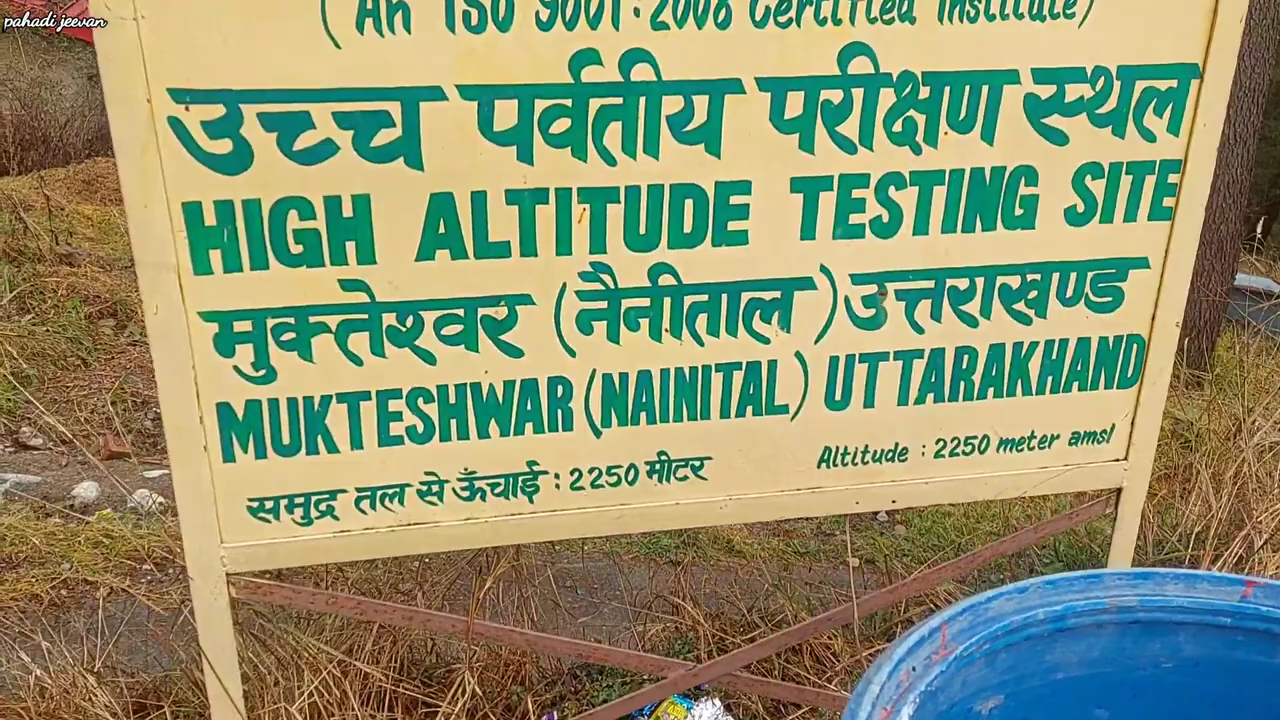 pahadi jeevan
(An ISO 9001:2008 Certified Institute)
उच्च पर्वतीय परीक्षण स्थल
HIGH ALTITUDE TESTING SITE
मुक्तेश्वर (नैनीताल) उत्तराखण्ड
MUKTESHWAR (NAINITAL) UTTARAKHAND
समुद्र तल से ऊँचाई : 2250 मीटर
Altitude : 2250 meter amsl